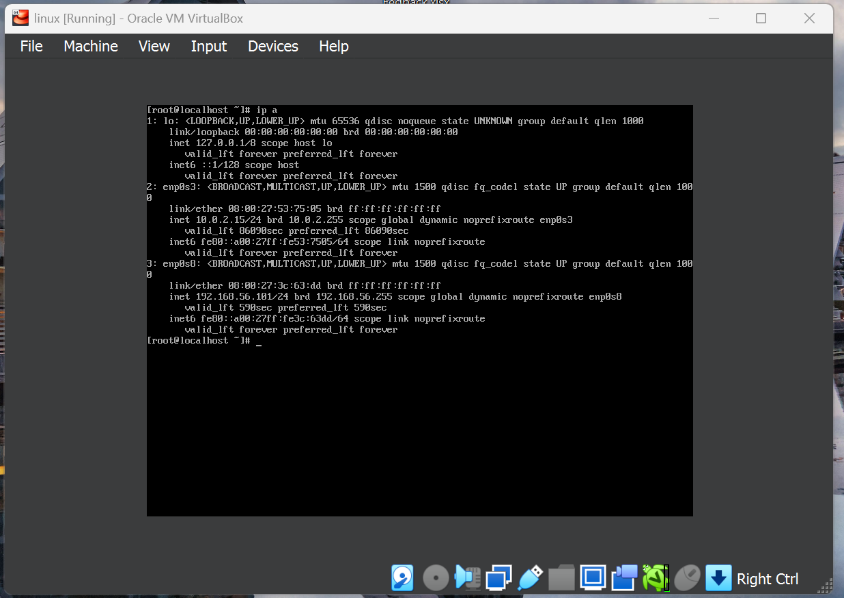 linux [Running] - Oracle VM VirtualBox
File Machine View Input Devices Help
[root@localhost ~]# ip a
1: lo: <LOOPBACK,UP,LOWER_UP> mtu 65536 qdisc noqueue state UNKNOWN group default qlen 1000
link/loopback 00:00:00:00:00:00 brd 00:00:00:00:00:00
inet 127.0.0.1/8 scope host lo
valid_lft forever preferred_lft forever
inet6 ::1/128 scope host
valid_lft forever preferred_lft forever
2: enp0s3: <BROADCAST,MULTICAST,UP,LOWER_UP> mtu 1500 qdisc fq_codel state UP group default qlen 100
0
link/ether 08:00:27:53:75:05 brd ff:ff:ff:ff:ff:ff
inet 10.0.2.15/24 brd 10.0.2.255 scope global dynamic noprefixroute enp0s3
valid_lft 86090sec preferred_lft 86090sec
inet6 fe80::a00:27ff:fe53:7505/64 scope link noprefixroute
valid_lft forever preferred_lft forever
3: enp0s8: <BROADCAST,MULTICAST,UP,LOWER_UP> mtu 1500 qdisc fq_codel state UP group default qlen 100
0
link/ether 08:00:27:3c:63:dd brd ff:ff:ff:ff:ff:ff
inet 192.168.56.101/24 brd 192.168.56.255 scope global dynamic noprefixroute enp0s8
valid_lft 590sec preferred_lft 590sec
inet6 fe80::a00:27ff:fe3c:63dd/64 scope link noprefixroute
valid_lft forever preferred_lft forever
[root@localhost ~]# _
Right Ctrl